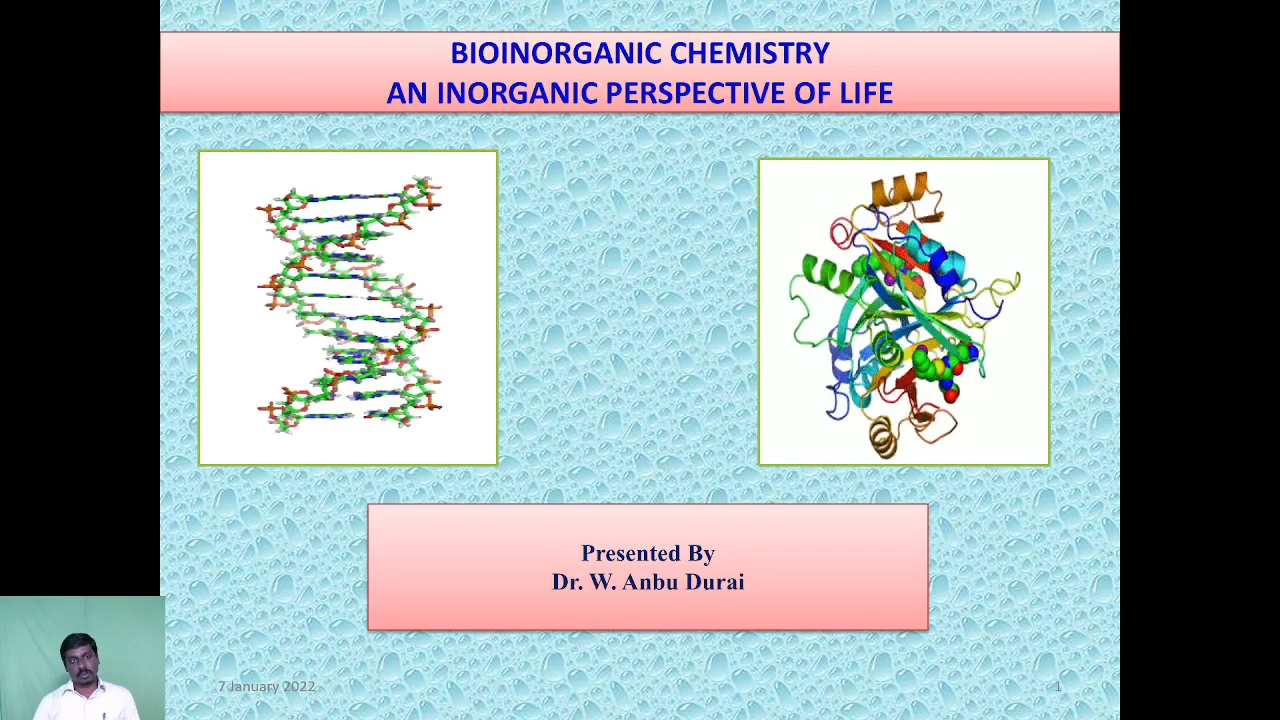 BIOINORGANIC CHEMISTRY
AN INORGANIC PERSPECTIVE OF LIFE
Presented By
Dr. W. Anbu Durai
7 January 2022
1